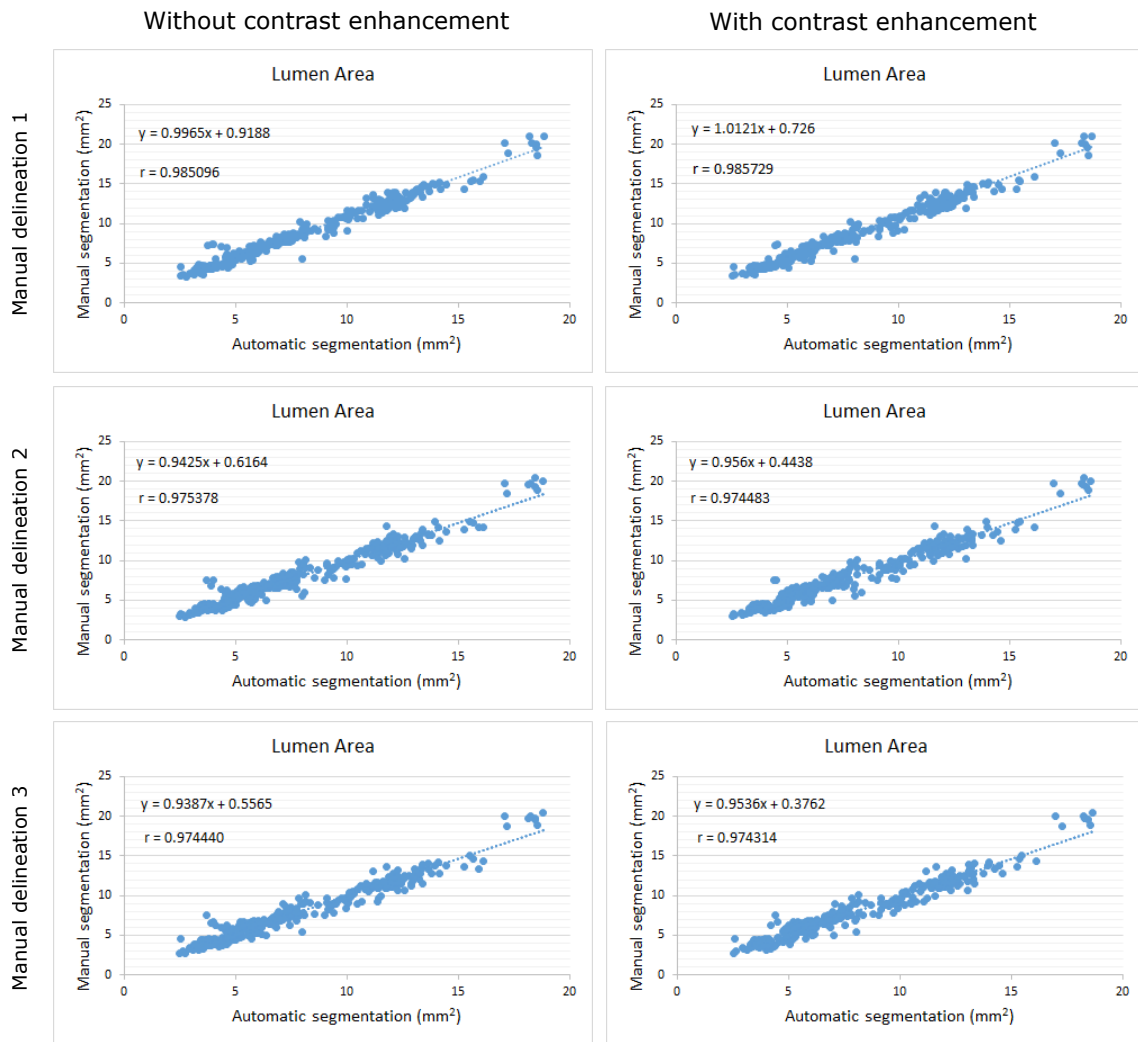 Without contrast enhancement
With contrast enhancement
Manual delineation 1
Lumen Area
Manual segmentation (mm²)
25
20
15
10
5
0
y = 0.9965x + 0.9188
r = 0.985096
0 5 10 15 20
Automatic segmentation (mm²)
Lumen Area
Manual segmentation (mm²)
25
20
15
10
5
0
y = 1.0121x + 0.726
r = 0.985729
0 5 10 15 20
Automatic segmentation (mm²)
Manual delineation 2
Lumen Area
Manual segmentation (mm²)
25
20
15
10
5
0
y = 0.9425x + 0.6164
r = 0.975378
0 5 10 15 20
Automatic segmentation (mm²)
Lumen Area
Manual segmentation (mm²)
25
20
15
10
5
0
y = 0.956x + 0.4438
r = 0.974483
0 5 10 15 20
Automatic segmentation (mm²)
Manual delineation 3
Lumen Area
Manual segmentation (mm²)
25
20
15
10
5
0
y = 0.9387x + 0.5565
r = 0.974440
0 5 10 15 20
Automatic segmentation (mm²)
Lumen Area
Manual segmentation (mm²)
25
20
15
10
5
0
y = 0.9536x + 0.3762
r = 0.974314
0 5 10 15 20
Automatic segmentation (mm²)